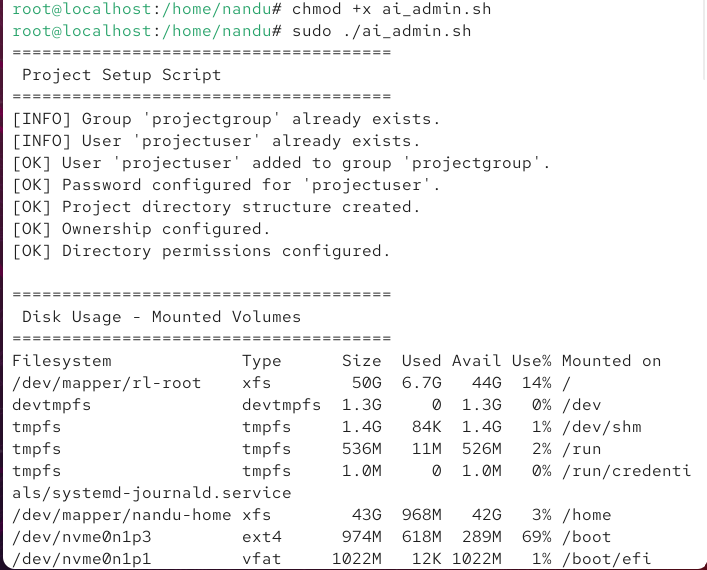 root@localhost:/home/nandu# chmod +x ai_admin.sh
root@localhost:/home/nandu# sudo ./ai_admin.sh
======================================
 Project Setup Script
======================================
[INFO] Group 'projectgroup' already exists.
[INFO] User 'projectuser' already exists.
[OK] User 'projectuser' added to group 'projectgroup'.
[OK] Password configured for 'projectuser'.
[OK] Project directory structure created.
[OK] Ownership configured.
[OK] Directory permissions configured.

======================================
 Disk Usage - Mounted Volumes
======================================
Filesystem             Type      Size  Used Avail Use% Mounted on
/dev/mapper/rl-root    xfs        50G  6.7G   44G  14% /
devtmpfs               devtmpfs  1.3G     0  1.3G   0% /dev
tmpfs                  tmpfs     1.4G   84K  1.4G   1% /dev/shm
tmpfs                  tmpfs     536M   11M  526M   2% /run
tmpfs                  tmpfs     1.0M     0  1.0M   0% /run/credenti
als/systemd-journald.service
/dev/mapper/nandu-home xfs        43G  968M   42G   3% /home
/dev/nvme0n1p3         ext4      974M  618M  289M  69% /boot
/dev/nvme0n1p1         vfat     1022M   12K 1022M   1% /boot/efi